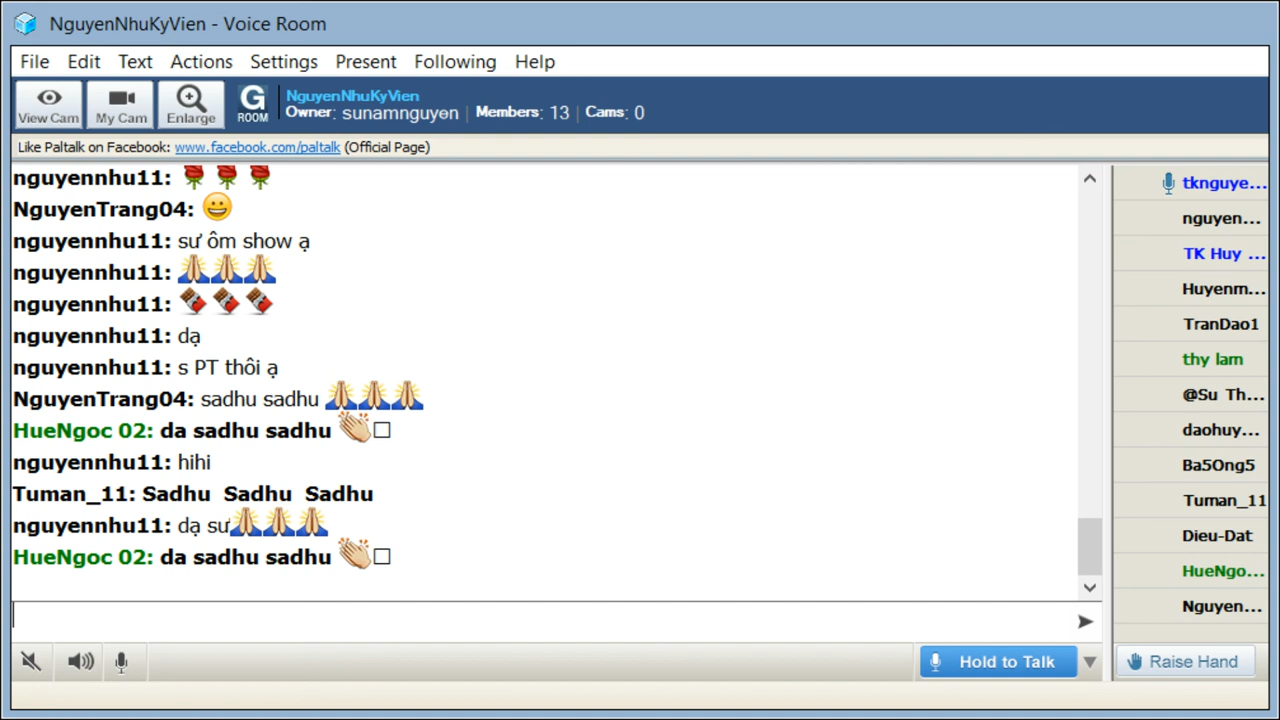 NguyenNhuKyVien - Voice Room
File Edit Text Actions Settings Present Following Help
View Cam My Cam Enlarge
G ROOM
NguyenNhuKyVien
Owner: sunamnguyen | Members: 13 | Cams: 0
Like Paltalk on Facebook: www.facebook.com/paltalk (Official Page)
nguyennhu11: 🌹🌹🌹
NguyenTrang04: 😀
nguyennhu11: sư ôm show ạ
nguyennhu11: 🙏🙏🙏
nguyennhu11: 🍫🍫🍫
nguyennhu11: dạ
nguyennhu11: s PT thôi ạ
NguyenTrang04: sadhu sadhu 🙏🙏🙏
HueNgoc 02: da sadhu sadhu 👏□
nguyennhu11: hihi
Tuman_11: Sadhu Sadhu Sadhu
nguyennhu11: dạ sư🙏🙏🙏
HueNgoc 02: da sadhu sadhu 👏□
tknguye...
nguyen...
TK Huy ...
Huyenm...
TranDao1
thy lam
@Su Th...
daohuy...
Ba5Ong5
Tuman_11
Dieu-Dat
HueNgo...
Nguyen...
Hold to Talk
Raise Hand